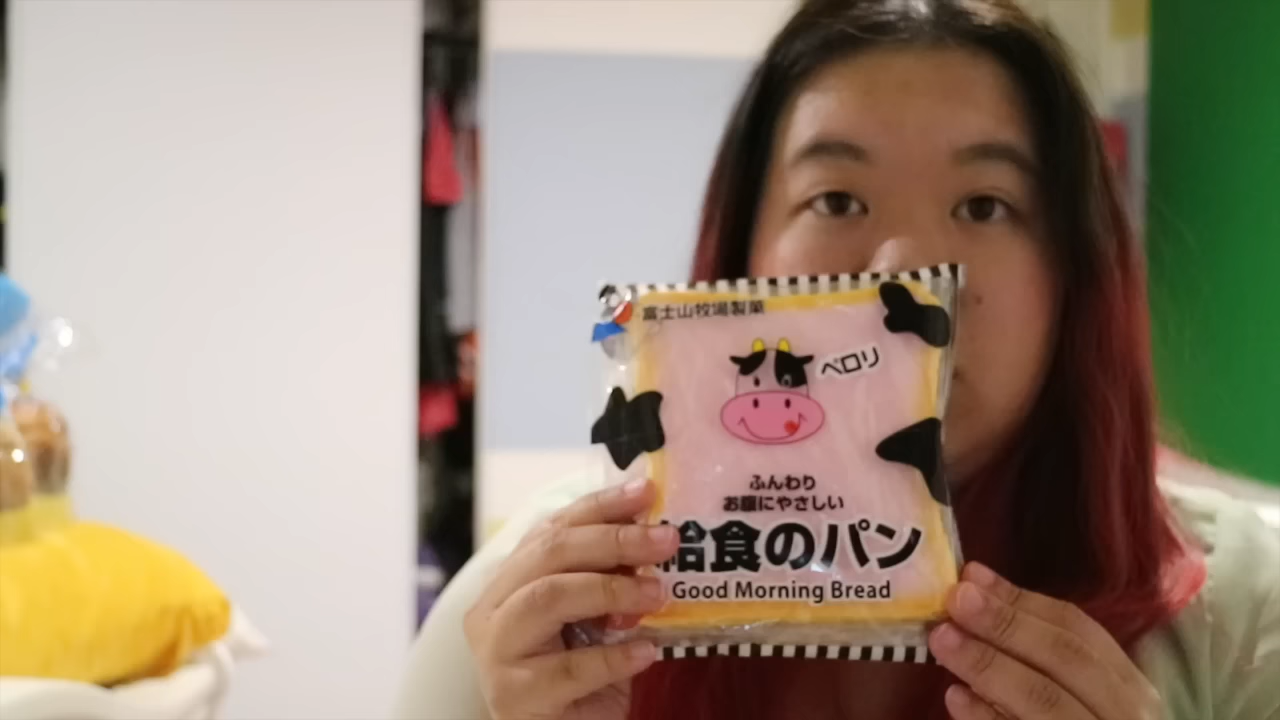 富士山牧場製菓
ペロリ
ふんわり
お腹にやさしい
給食のパン
Good Morning Bread